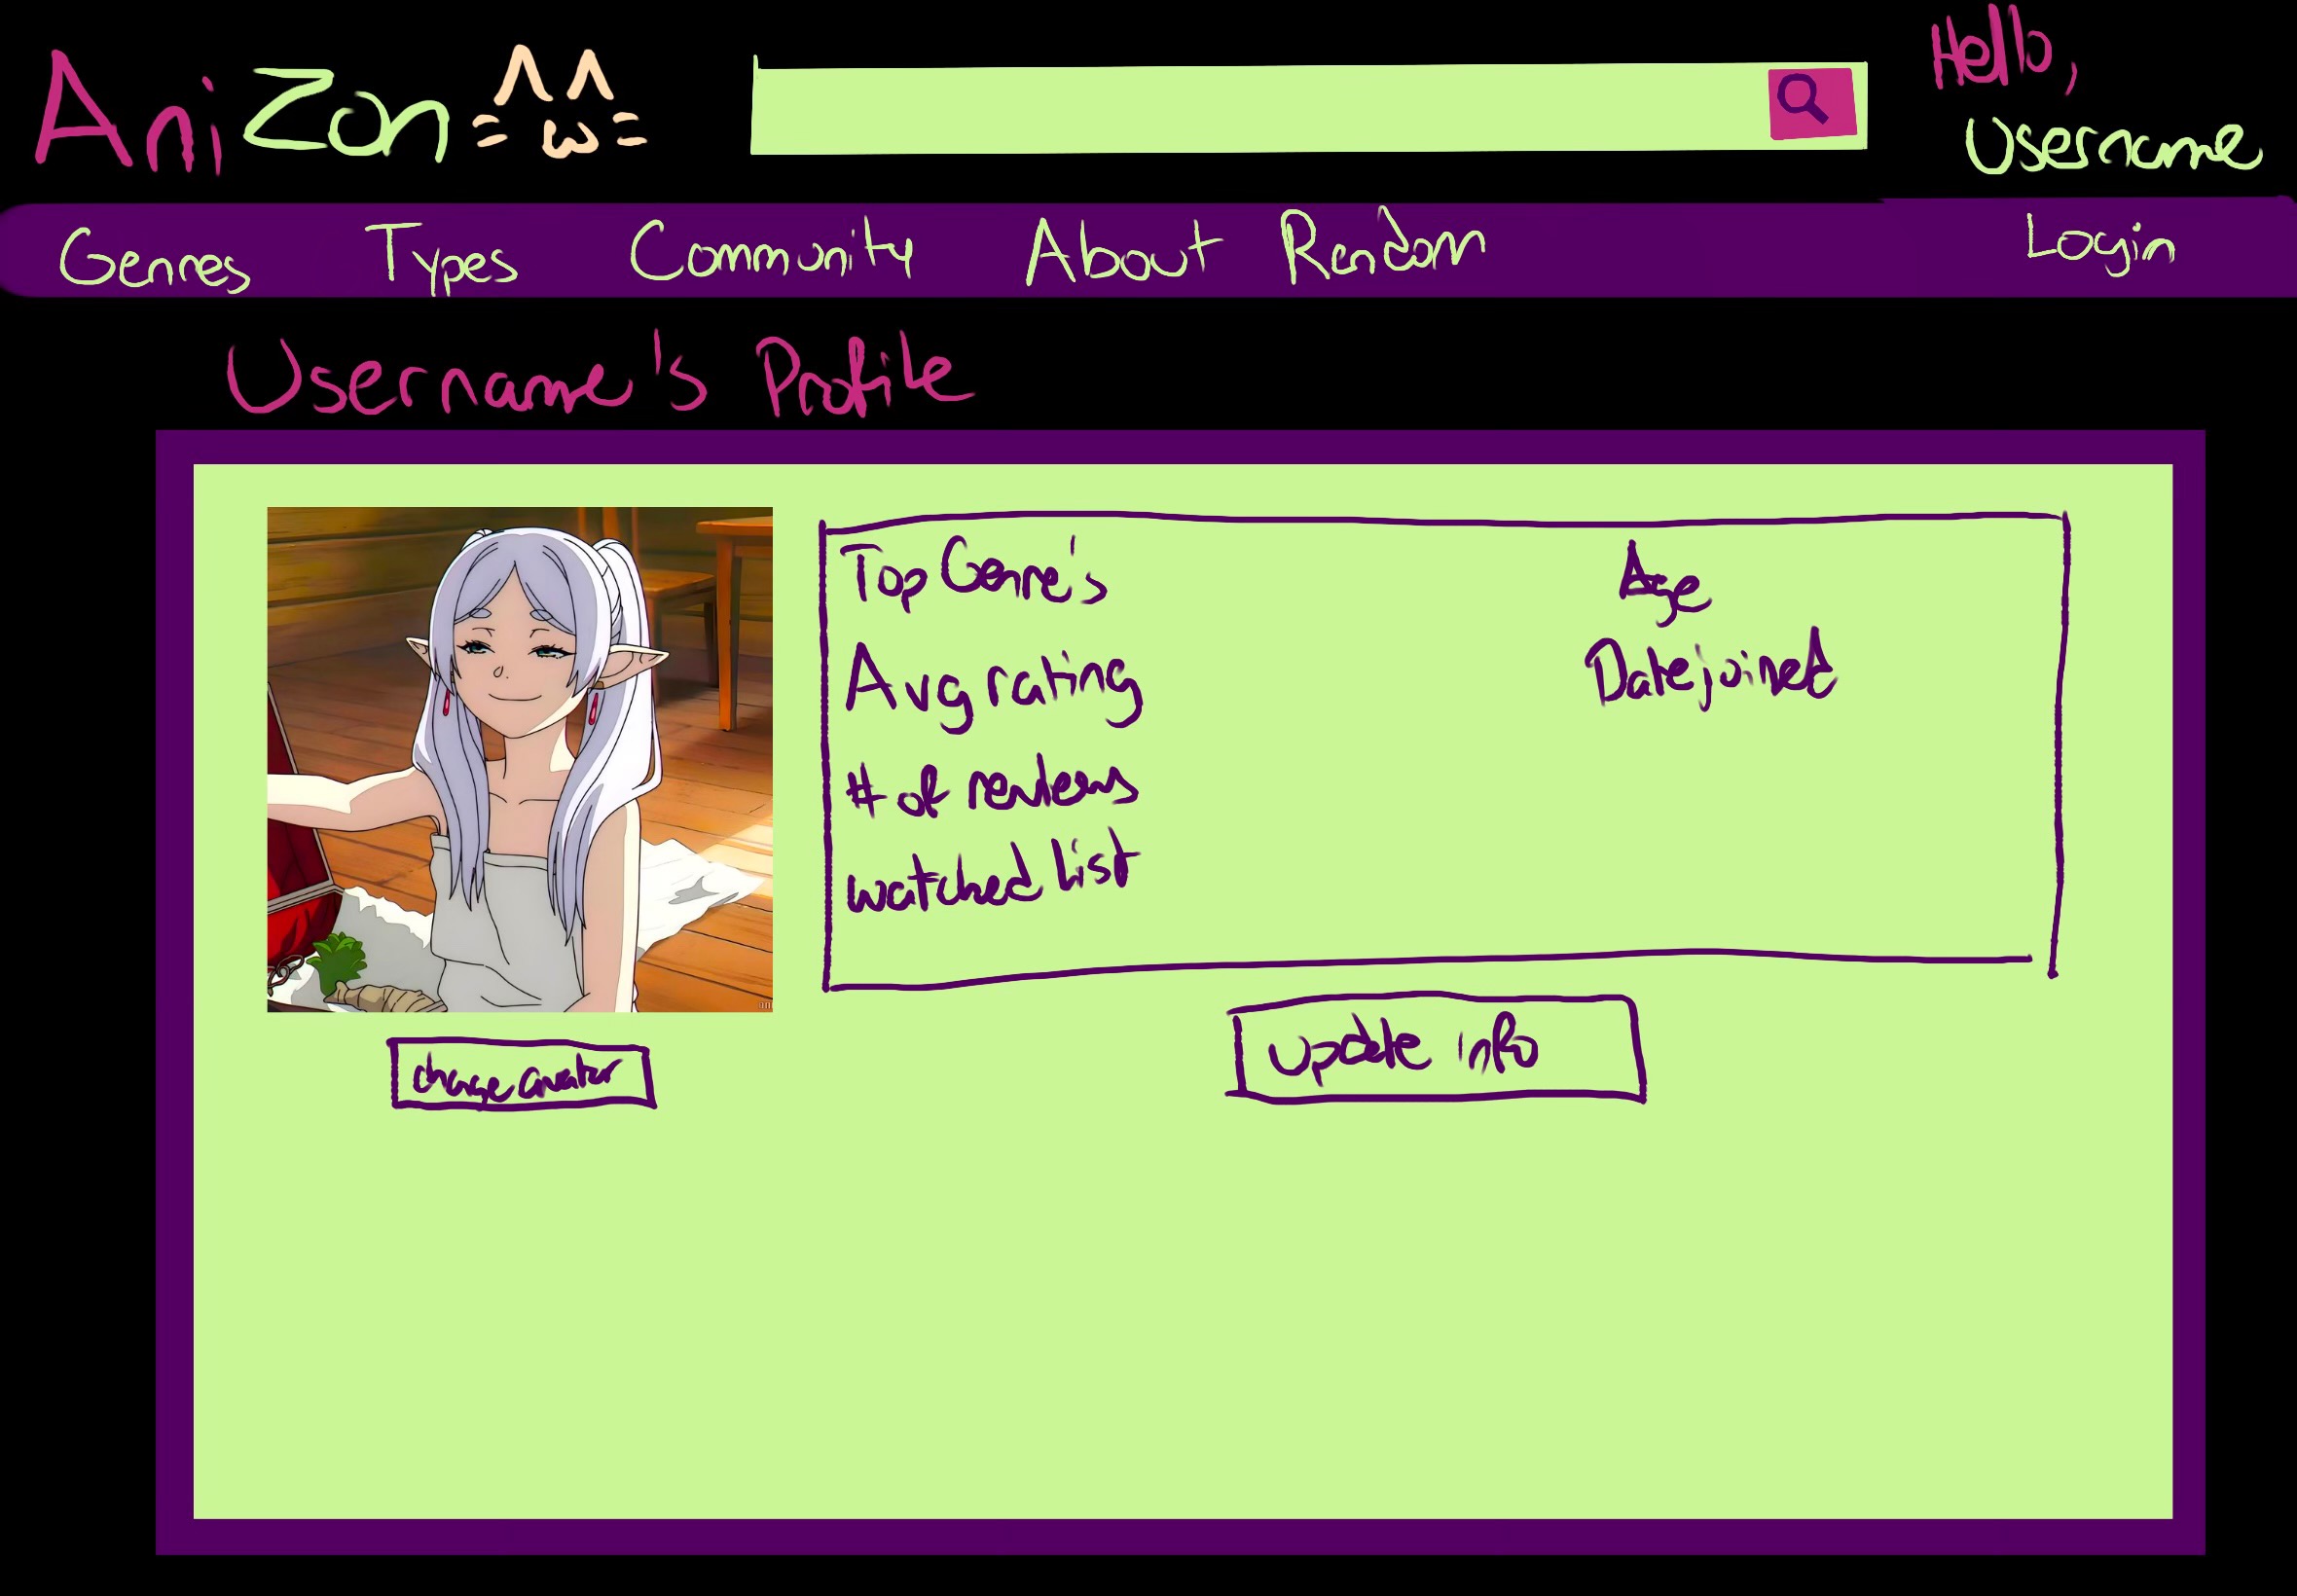 AniZon =ω=
Hello,
Username
Genres Types Community About Random Login
Username's Profile
Top Genre's Age
Avg rating Date joined
# of reviews
watched list
change avatar
update info